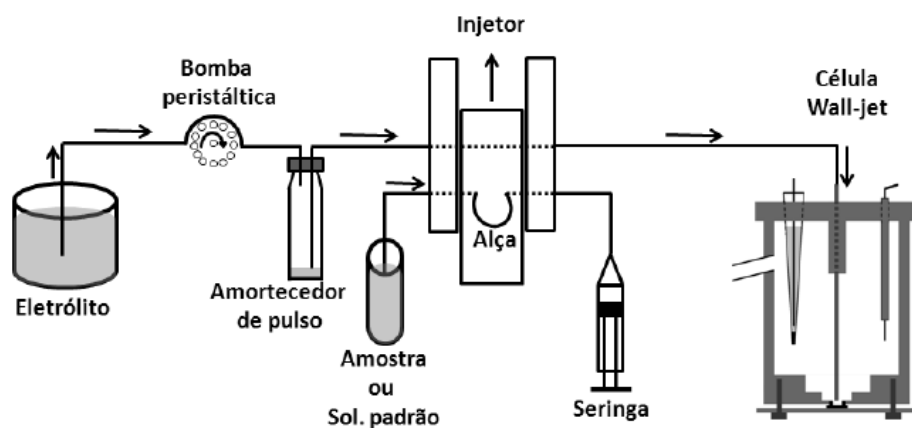 Injetor
Bomba
peristáltica
Célula
Wall-jet
Alça
Eletrólito
Amortecedor
de pulso
Amostra
ou
Sol. padrão
Seringa